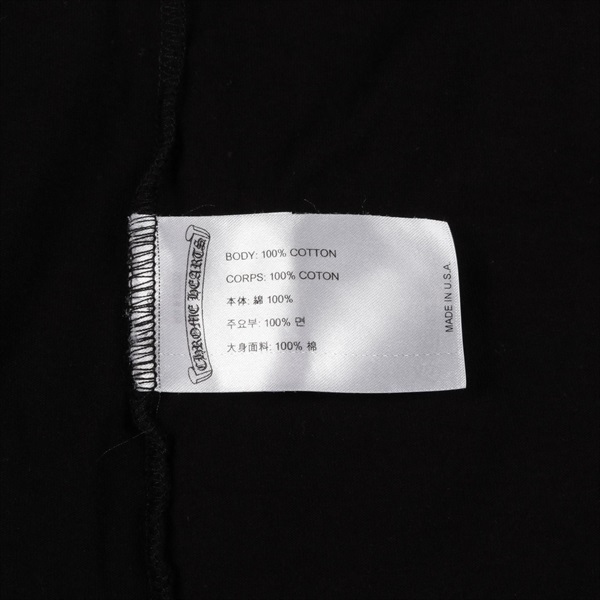 CHROME HEARTS
BODY: 100% COTTON
CORPS: 100% COTON
本体: 綿 100%
주요부: 100% 면
大身面料: 100% 棉
MADE IN U.S.A.